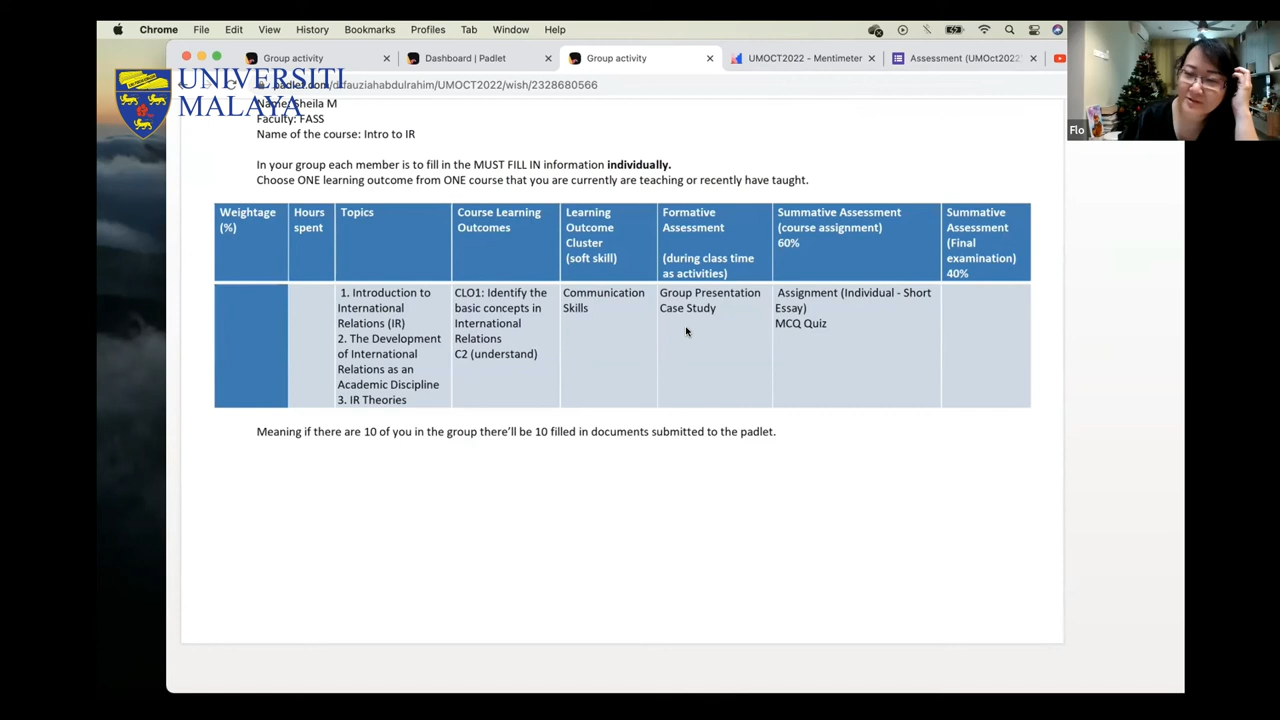 Chrome File Edit View History Bookmarks Profiles Tab Window Help
Group activity
Dashboard | Padlet
Group activity
UMOCT2022 - Mentimeter
Assessment (UMOct2022
UNIVERSITI
MALAYA
padlet.com/drfauziahabdulrahim/UMOCT2022/wish/2328680566
Flo
Name: Sheila M
Faculty: FASS
Name of the course: Intro to IR
In your group each member is to fill in the MUST FILL IN information individually.
Choose ONE learning outcome from ONE course that you are currently are teaching or recently have taught.
Weightage
(%)
Hours
spent
Topics
Course Learning
Outcomes
Learning
Outcome
Cluster
(soft skill)
Formative
Assessment
(during class time
as activities)
Summative Assessment
(course assignment)
60%
Summative
Assessment
(Final
examination)
40%
1. Introduction to
International
Relations (IR)
2. The Development
of International
Relations as an
Academic Discipline
3. IR Theories
CLO1: Identify the
basic concepts in
International
Relations
C2 (understand)
Communication
Skills
Group Presentation
Case Study
Assignment (Individual - Short
Essay)
MCQ Quiz
Meaning if there are 10 of you in the group there'll be 10 filled in documents submitted to the padlet.